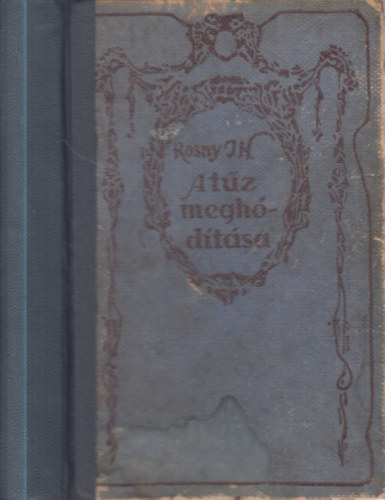 Rosny J.H.
A tűz
meghó-
dítása